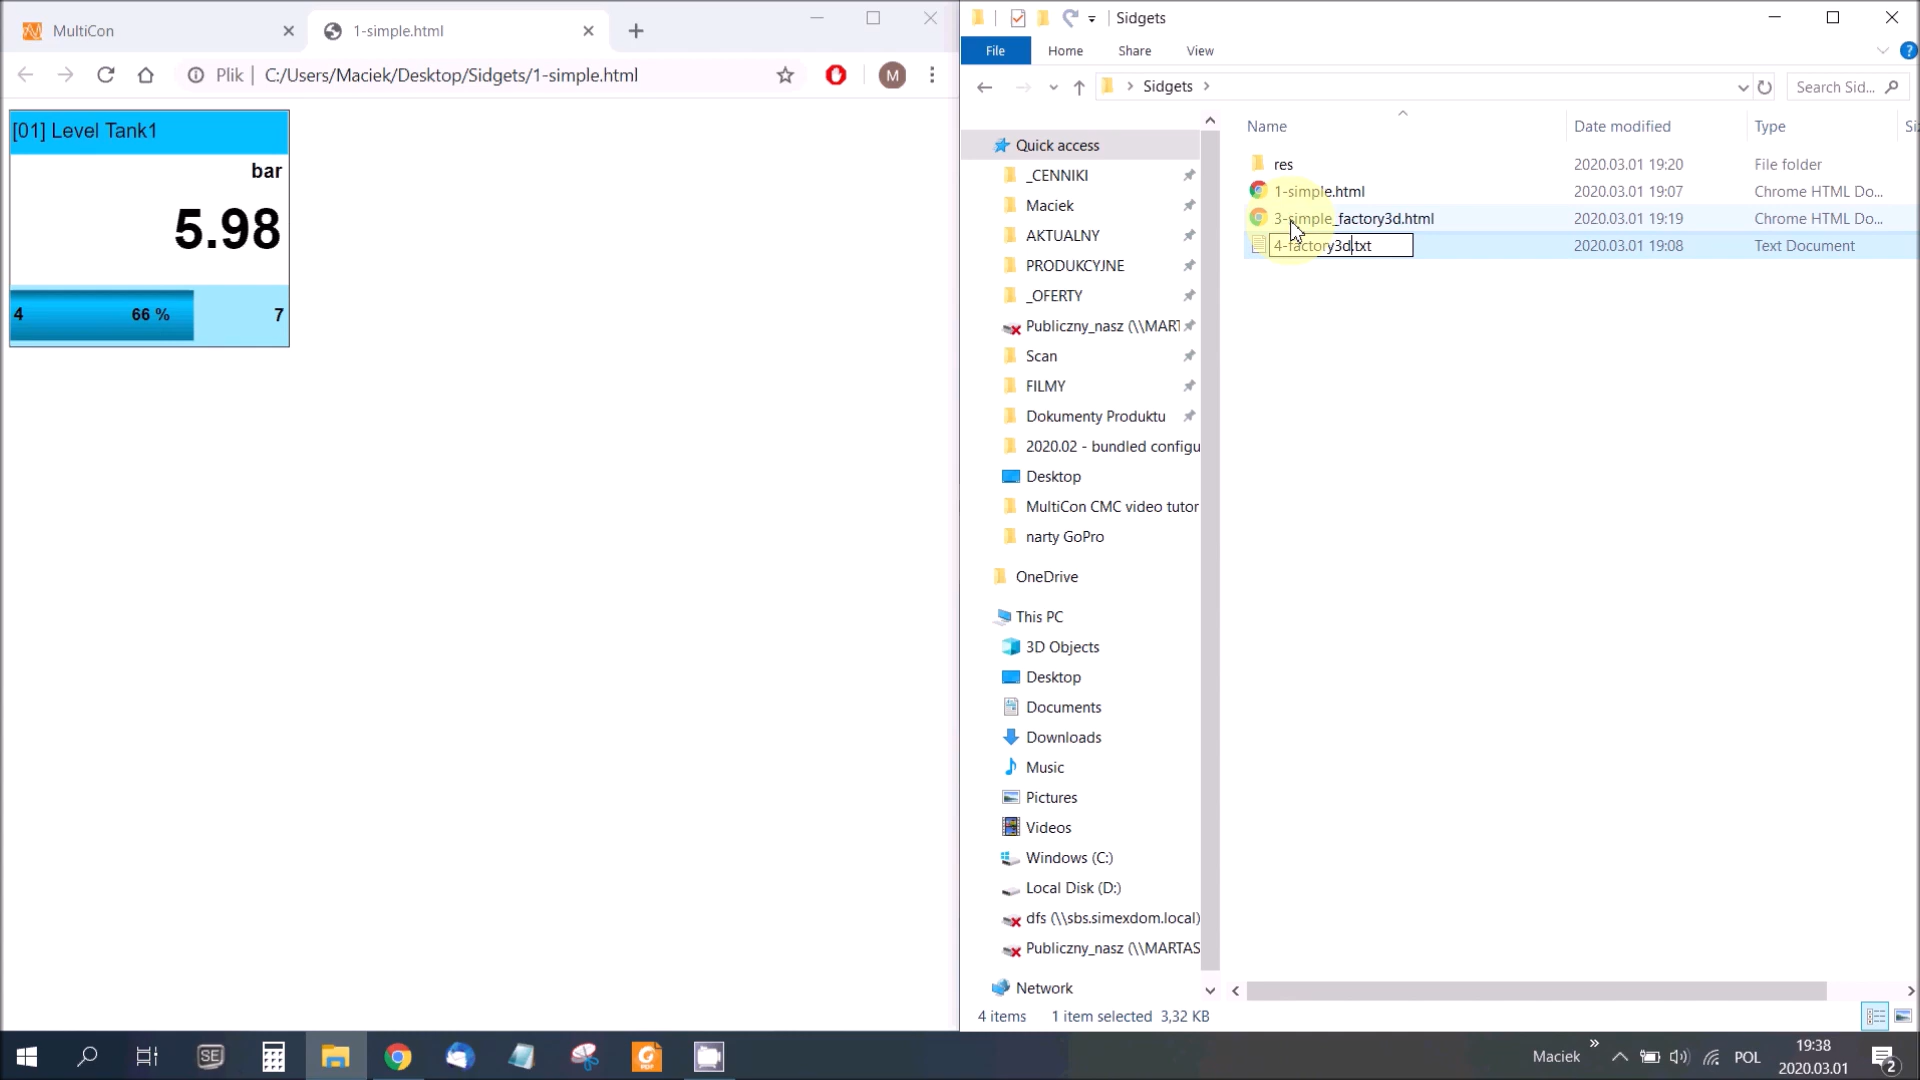 MultiCon
1-simple.html
Plik
C:/Users/Maciek/Desktop/Sidgets/1-simple.html
M
[01] Level Tank1
bar
5.98
4
66 %
7
Sidgets
File
Home
Share
View
?
Sidgets
Search Sid...
Name
Date modified
Type
res
2020.03.01 19:20
File folder
1-simple.html
2020.03.01 19:07
Chrome HTML Do...
3-simple_factory3d.html
2020.03.01 19:19
Chrome HTML Do...
4-factory3d.txt
2020.03.01 19:08
Text Document
Quick access
_CENNIKI
Maciek
AKTUALNY
PRODUKCYJNE
_OFERTY
Publiczny_nasz (\\MART
Scan
FILMY
Dokumenty Produktu
2020.02 - bundled configu
Desktop
MultiCon CMC video tutor
narty GoPro
OneDrive
This PC
3D Objects
Desktop
Documents
Downloads
Music
Pictures
Videos
Windows (C:)
Local Disk (D:)
dfs (\\sbs.simexdom.local)
Publiczny_nasz (\\MARTAS
Network
4 items
1 item selected 3,32 KB
SE
Maciek
POL
19:38
2020.03.01
2